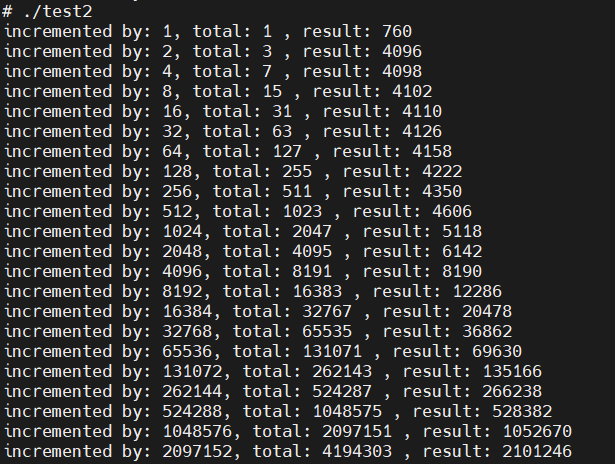 # ./test2
incremented by: 1, total: 1 , result: 760
incremented by: 2, total: 3 , result: 4096
incremented by: 4, total: 7 , result: 4098
incremented by: 8, total: 15 , result: 4102
incremented by: 16, total: 31 , result: 4110
incremented by: 32, total: 63 , result: 4126
incremented by: 64, total: 127 , result: 4158
incremented by: 128, total: 255 , result: 4222
incremented by: 256, total: 511 , result: 4350
incremented by: 512, total: 1023 , result: 4606
incremented by: 1024, total: 2047 , result: 5118
incremented by: 2048, total: 4095 , result: 6142
incremented by: 4096, total: 8191 , result: 8190
incremented by: 8192, total: 16383 , result: 12286
incremented by: 16384, total: 32767 , result: 20478
incremented by: 32768, total: 65535 , result: 36862
incremented by: 65536, total: 131071 , result: 69630
incremented by: 131072, total: 262143 , result: 135166
incremented by: 262144, total: 524287 , result: 266238
incremented by: 524288, total: 1048575 , result: 528382
incremented by: 1048576, total: 2097151 , result: 1052670
incremented by: 2097152, total: 4194303 , result: 2101246